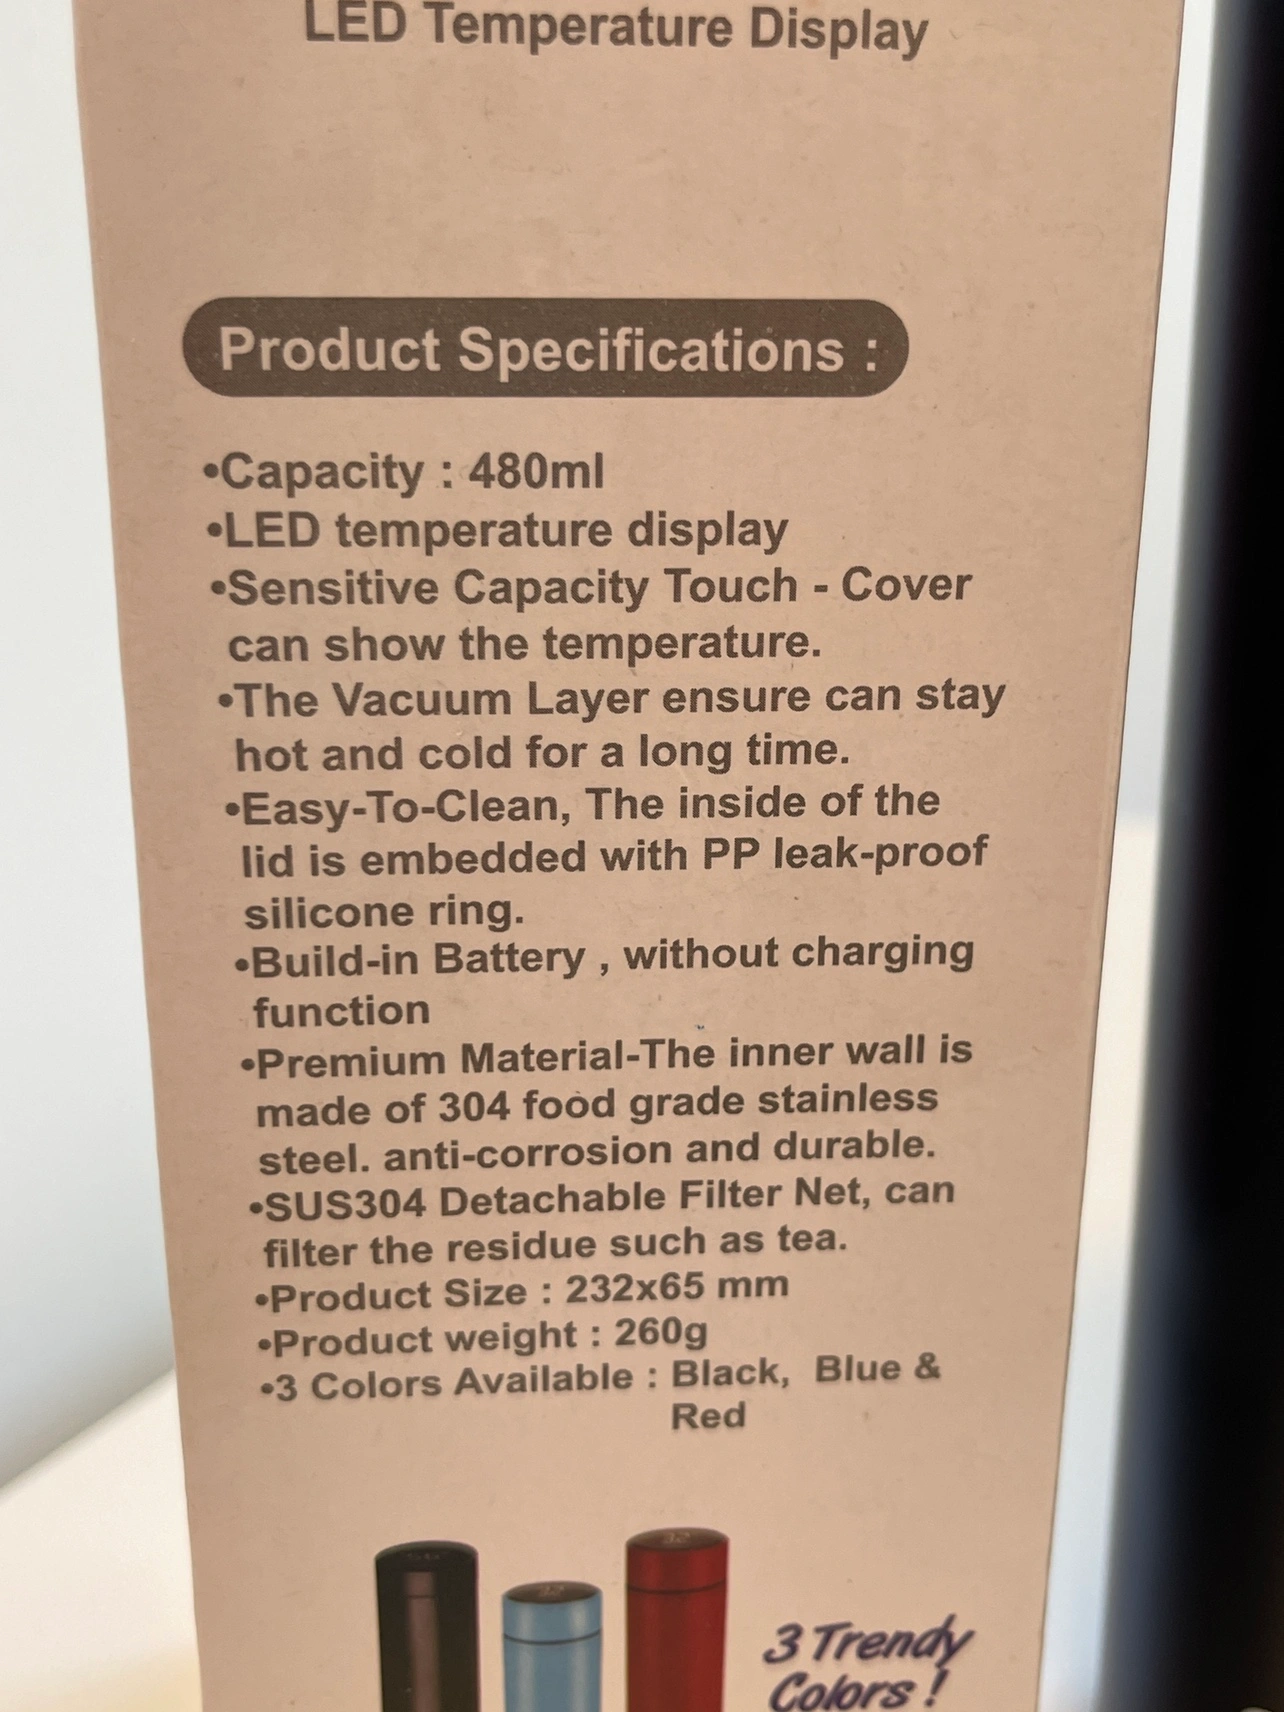 LED Temperature Display
Product Specifications :
•Capacity : 480ml
•LED temperature display
•Sensitive Capacity Touch - Cover
can show the temperature.
•The Vacuum Layer ensure can stay
hot and cold for a long time.
•Easy-To-Clean, The inside of the
lid is embedded with PP leak-proof
silicone ring.
•Build-in Battery , without charging
function
•Premium Material-The inner wall is
made of 304 food grade stainless
steel. anti-corrosion and durable.
•SUS304 Detachable Filter Net, can
filter the residue such as tea.
•Product Size : 232x65 mm
•Product weight : 260g
•3 Colors Available : Black, Blue &
Red
3 Trendy
Colors !